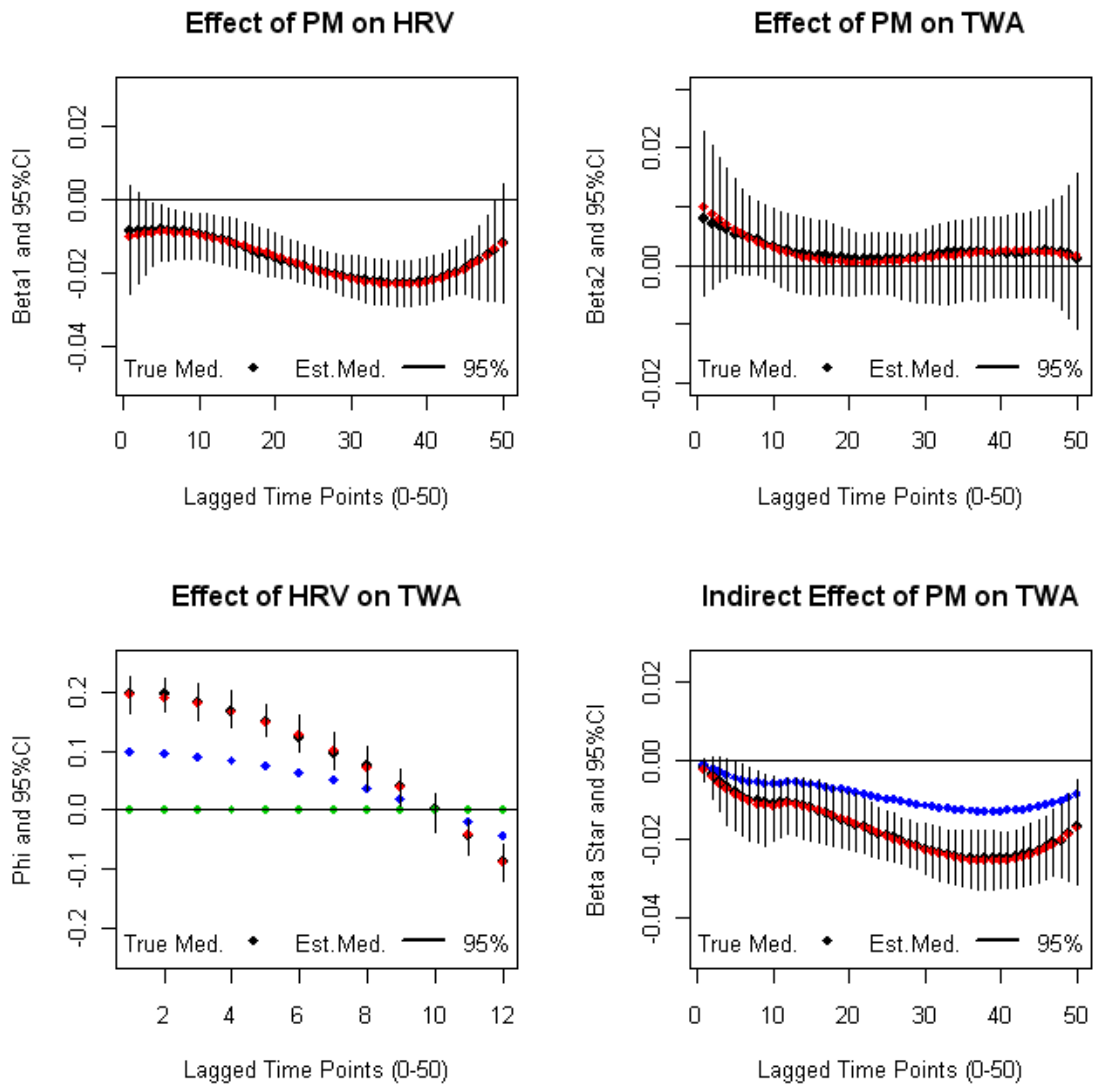 Effect of PM on HRV
Beta1 and 95%CI
0.02
0.00
-0.02
-0.04
True Med. Est.Med. 95%
0 10 20 30 40 50
Lagged Time Points (0-50)
Effect of PM on TWA
Beta2 and 95%CI
0.02
0.00
-0.02
True Med. Est.Med. 95%
0 10 20 30 40 50
Lagged Time Points (0-50)
Effect of HRV on TWA
Phi and 95%CI
0.2
0.1
0.0
-0.1
-0.2
True Med. Est.Med. 95%
2 4 6 8 10 12
Lagged Time Points (0-50)
Indirect Effect of PM on TWA
Beta Star and 95%CI
0.02
0.00
-0.02
-0.04
True Med. Est.Med. 95%
0 10 20 30 40 50
Lagged Time Points (0-50)